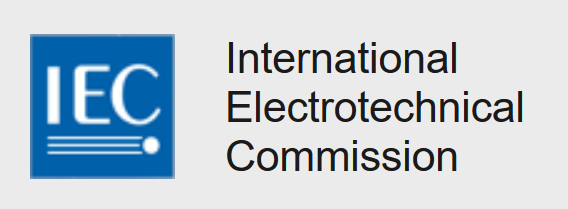 IEC
International
Electrotechnical
Commission